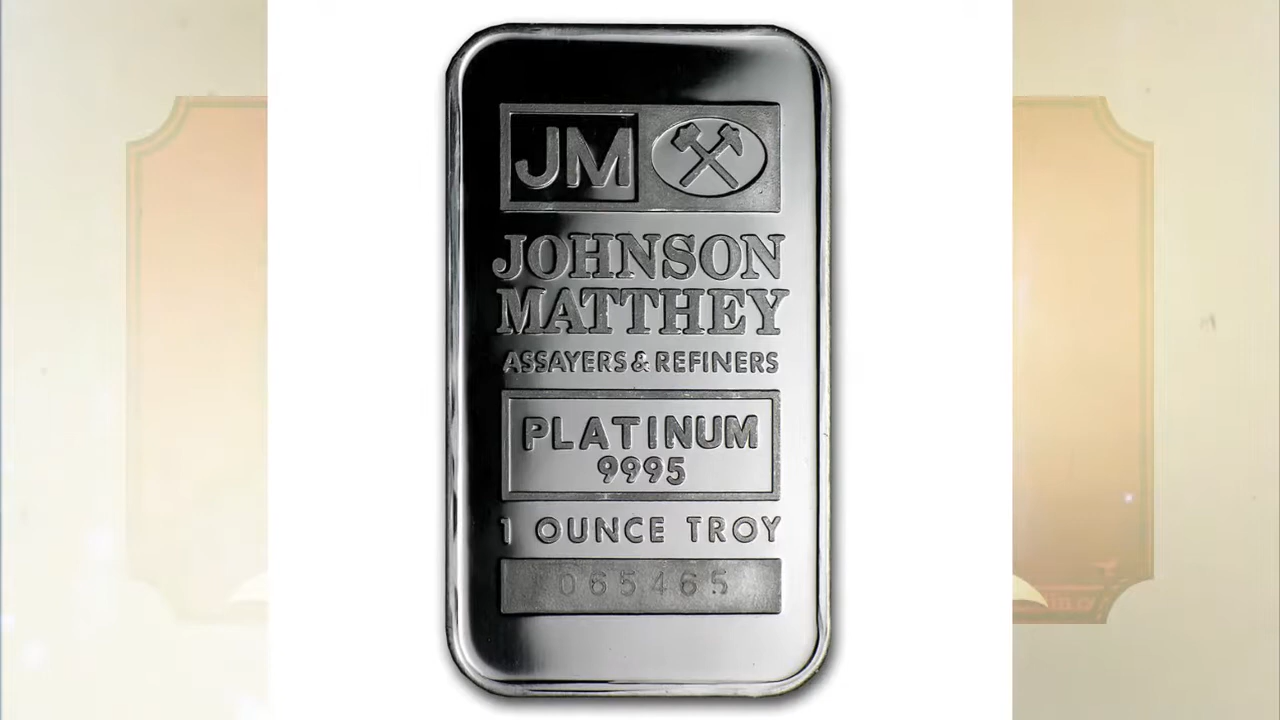 JM
JOHNSON
MATTHEY
ASSAYERS & REFINERS
PLATINUM
9995
1 OUNCE TROY
065465